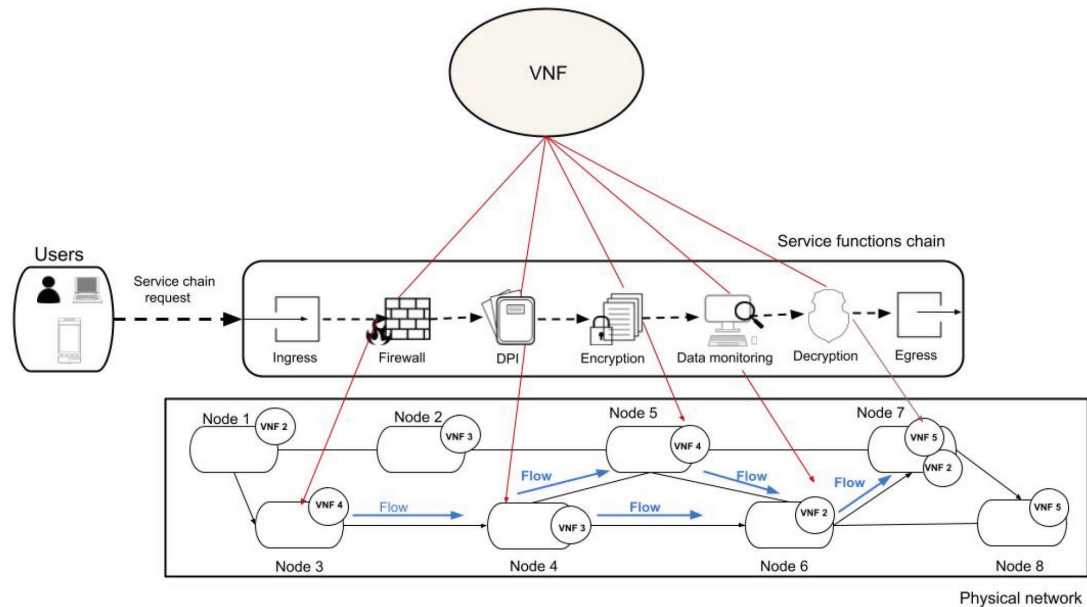 VNF
Users
Service functions chain
Service chain
request
Ingress
Firewall
DPI
Encryption
Data monitoring
Decryption
Egress
Node 1
VNF 2
Node 2
VNF 3
Node 5
VNF 4
Node 7
VNF 5
VNF 2
Flow
Flow
Flow
VNF 4
Flow
VNF 3
Flow
VNF 2
VNF 5
Node 3
Node 4
Node 6
Node 8
Physical network